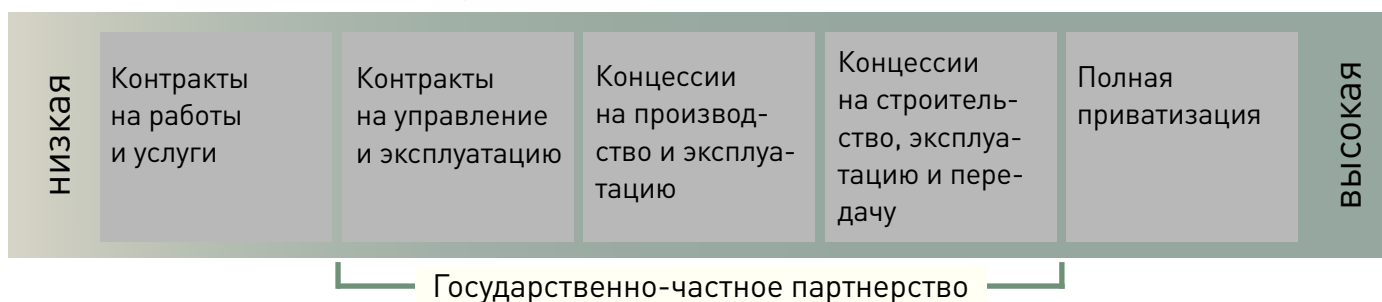 низкая
Контракты
на работы
и услуги
Контракты
на управление
и эксплуатацию
Концессии
на производ-
ство и эксплуа-
тацию
Концессии
на строитель-
ство, эксплуа-
тацию и пере-
дачу
Полная
приватизация
высокая
Государственно-частное партнерство